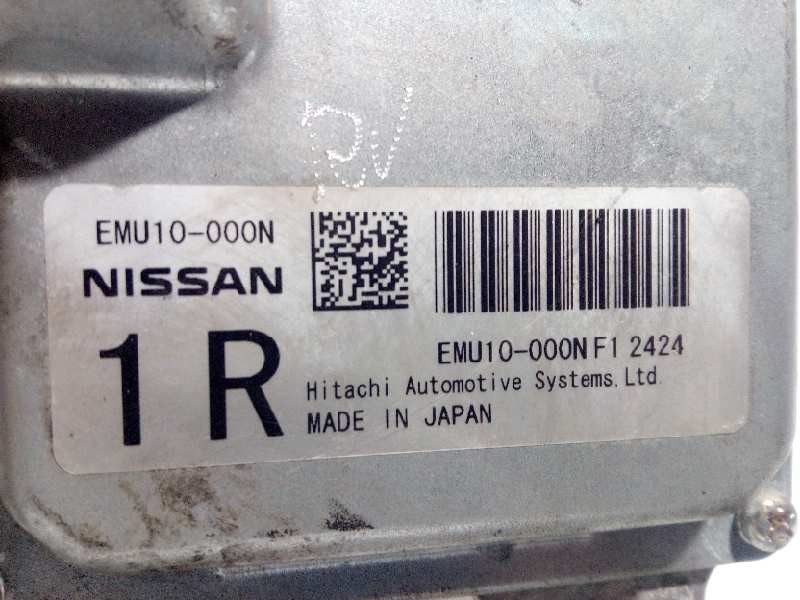 EMU10-000N
NISSAN
1R
EMU10-000NF1 2424
Hitachi Automotive Systems,Ltd.
MADE IN JAPAN